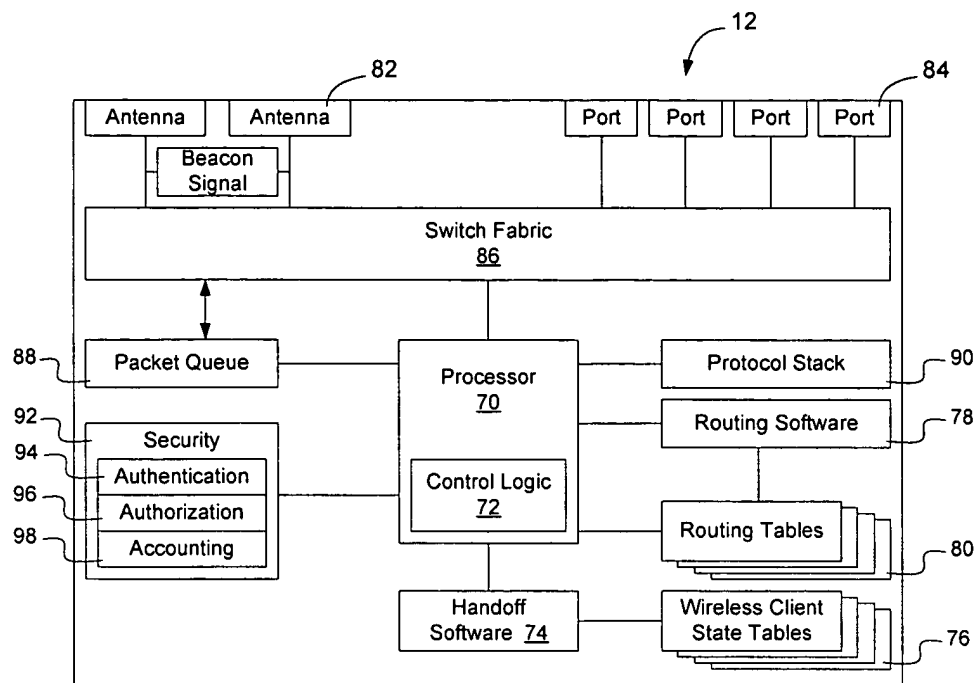 12
82
84
Antenna
Antenna
Port
Port
Port
Port
Beacon
Signal
Switch Fabric
86
88
Packet Queue
Processor
70
Protocol Stack
90
92
Security
Routing Software
78
94
Authentication
Control Logic
72
96
Authorization
98
Accounting
Routing Tables
80
Handoff
Software 74
Wireless Client
State Tables
76